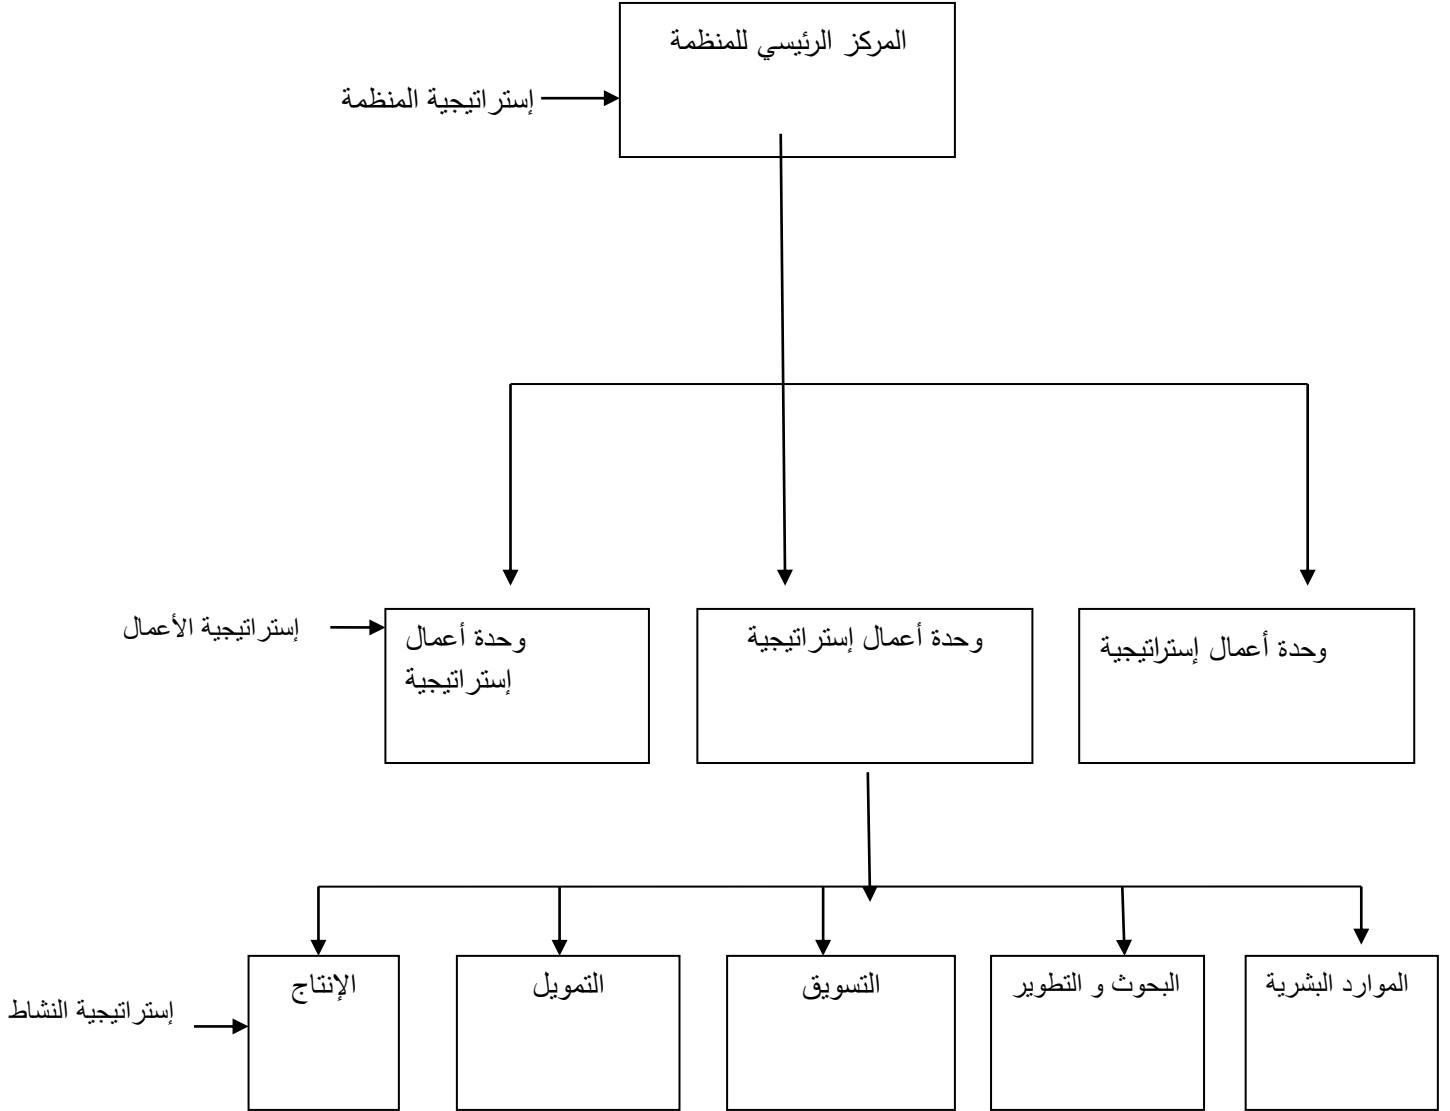 المركز الرئيسي للمنظمة
إستراتيجية المنظمة
وحدة أعمال إستراتيجية
وحدة أعمال إستراتيجية
وحدة أعمال
إستراتيجية
إستراتيجية الأعمال
الموارد البشرية
البحوث و التطوير
التسويق
التمويل
الإنتاج
إستراتيجية النشاط